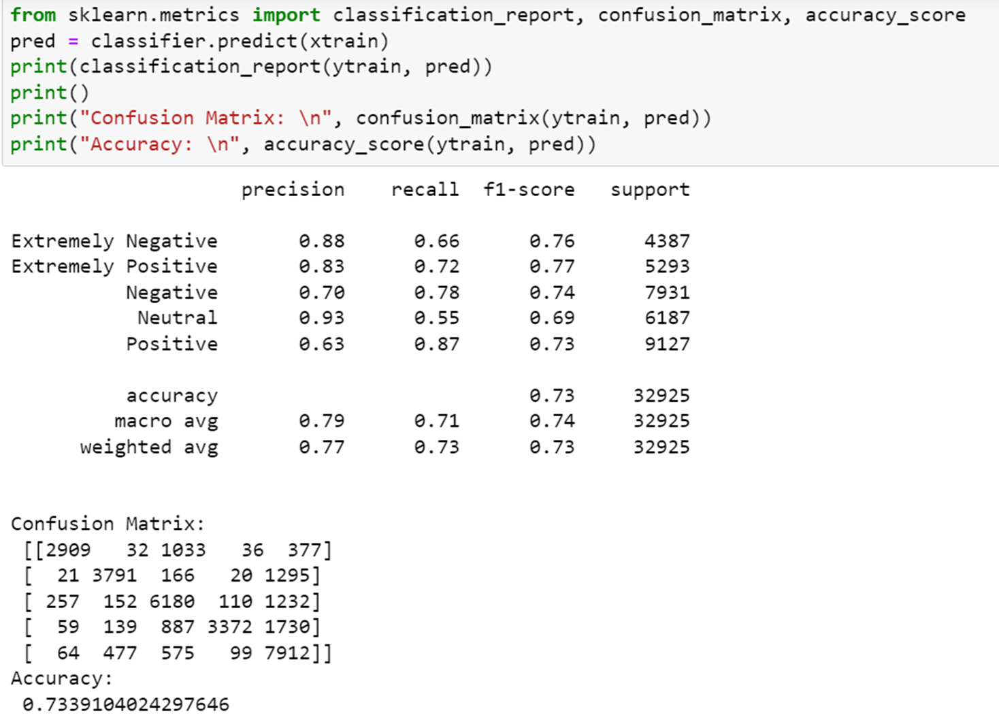 from sklearn.metrics import classification_report, confusion_matrix, accuracy_score
pred = classifier.predict(xtrain)
print(classification_report(ytrain, pred))
print()
print("Confusion Matrix: \n", confusion_matrix(ytrain, pred))
print("Accuracy: \n", accuracy_score(ytrain, pred))
precision recall f1-score support
Extremely Negative 0.88 0.66 0.76 4387
Extremely Positive 0.83 0.72 0.77 5293
Negative 0.70 0.78 0.74 7931
Neutral 0.93 0.55 0.69 6187
Positive 0.63 0.87 0.73 9127
accuracy 0.73 32925
macro avg 0.79 0.71 0.74 32925
weighted avg 0.77 0.73 0.73 32925
Confusion Matrix:
[[2909 32 1033 36 377]
[ 21 3791 166 20 1295]
[ 257 152 6180 110 1232]
[ 59 139 887 3372 1730]
[ 64 477 575 99 7912]]
Accuracy:
0.7339104024297646